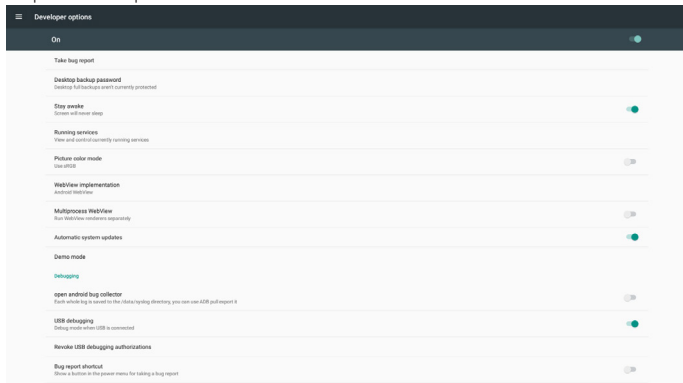 Developer options
On
Take bug report
Desktop backup password
Desktop full backups aren't currently protected
Stay awake
Screen will never sleep
Running services
View and control currently running services
Picture color mode
Use sRGB
WebView implementation
Android WebView
Multiprocess WebView
Run WebView renderers separately
Automatic system updates
Demo mode
Debugging
open android bug collector
Each whole log is saved to the /data/syslog directory, you can use ADB pull export it
USB debugging
Debug mode when USB is connected
Revoke USB debugging authorizations
Bug report shortcut
Show a button in the power menu for taking a bug report